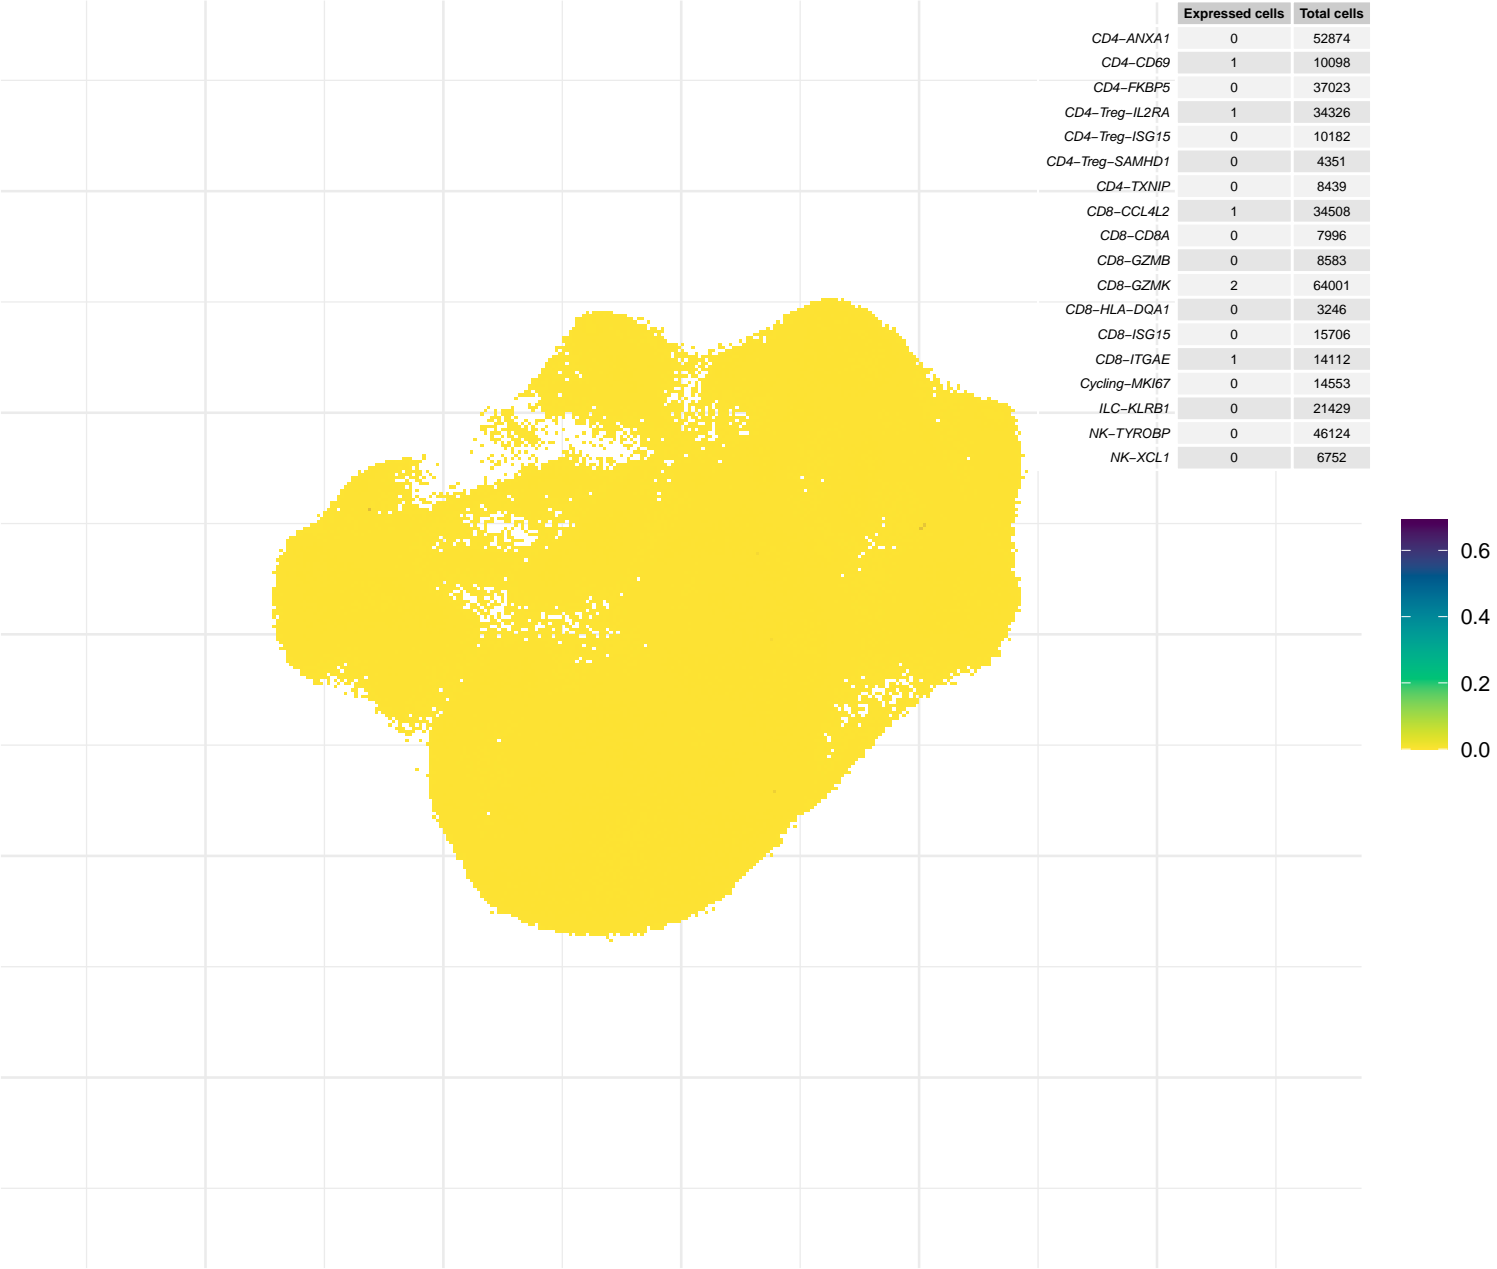 Expressed cells Total cells
CD4−ANXA1 0 52874
CD4−CD69 1 10098
CD4−FKBP5 0 37023
CD4−Treg−IL2RA 1 34326
CD4−Treg−ISG15 0 10182
CD4−Treg−SAMHD1 0 4351
CD4−TXNIP 0 8439
CD8−CCL4L2 1 34508
CD8−CD8A 0 7996
CD8−GZMB 0 8583
CD8−GZMK 2 64001
CD8−HLA−DQA1 0 3246
CD8−ISG15 0 15706
CD8−ITGAE 1 14112
Cycling−MKI67 0 14553
ILC−KLRB1 0 21429
NK−TYROBP 0 46124
NK−XCL1 0 6752
0.6
0.4
0.2
0.0